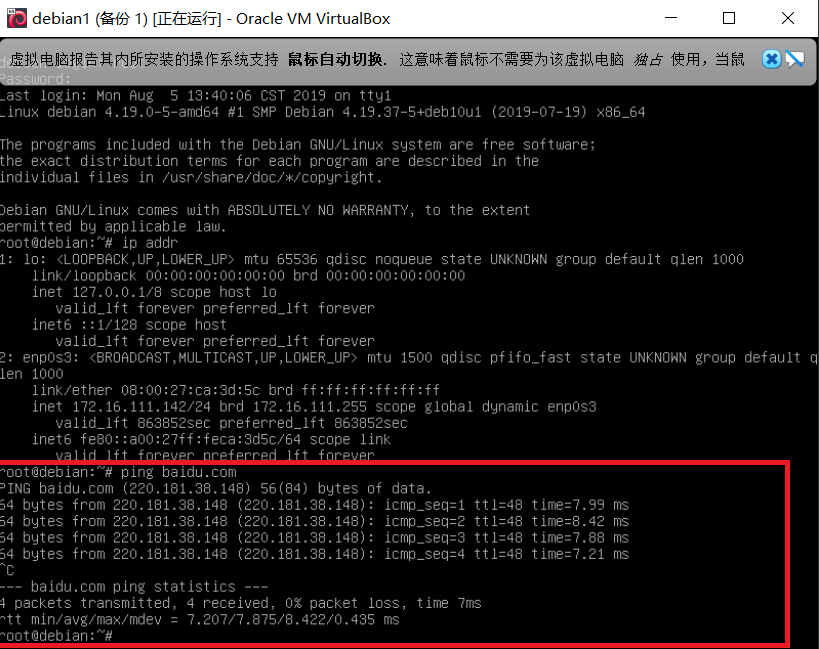 debian1 (备份 1) [正在运行] - Oracle VM VirtualBox
虚拟电脑报告其内所安装的操作系统支持 鼠标自动切换. 这意味着鼠标不需要为该虚拟电脑 独占 使用，当鼠
Password:
Last login: Mon Aug  5 13:40:06 CST 2019 on tty1
Linux debian 4.19.0-5-amd64 #1 SMP Debian 4.19.37-5+deb10u1 (2019-07-19) x86_64
The programs included with the Debian GNU/Linux system are free software;
the exact distribution terms for each program are described in the
individual files in /usr/share/doc/*/copyright.
Debian GNU/Linux comes with ABSOLUTELY NO WARRANTY, to the extent
permitted by applicable law.
root@debian:~# ip addr
1: lo: <LOOPBACK,UP,LOWER_UP> mtu 65536 qdisc noqueue state UNKNOWN group default qlen 1000
link/loopback 00:00:00:00:00:00 brd 00:00:00:00:00:00
inet 127.0.0.1/8 scope host lo
valid_lft forever preferred_lft forever
inet6 ::1/128 scope host
valid_lft forever preferred_lft forever
2: enp0s3: <BROADCAST,MULTICAST,UP,LOWER_UP> mtu 1500 qdisc pfifo_fast state UNKNOWN group default q
len 1000
link/ether 08:00:27:ca:3d:5c brd ff:ff:ff:ff:ff:ff
inet 172.16.111.142/24 brd 172.16.111.255 scope global dynamic enp0s3
valid_lft 863852sec preferred_lft 863852sec
inet6 fe80::a00:27ff:feca:3d5c/64 scope link
valid_lft forever preferred_lft forever
root@debian:~# ping baidu.com
PING baidu.com (220.181.38.148) 56(84) bytes of data.
64 bytes from 220.181.38.148 (220.181.38.148): icmp_seq=1 ttl=48 time=7.99 ms
64 bytes from 220.181.38.148 (220.181.38.148): icmp_seq=2 ttl=48 time=8.42 ms
64 bytes from 220.181.38.148 (220.181.38.148): icmp_seq=3 ttl=48 time=7.88 ms
64 bytes from 220.181.38.148 (220.181.38.148): icmp_seq=4 ttl=48 time=7.21 ms
^C
--- baidu.com ping statistics ---
4 packets transmitted, 4 received, 0% packet loss, time 7ms
rtt min/avg/max/mdev = 7.207/7.875/8.422/0.435 ms
root@debian:~#